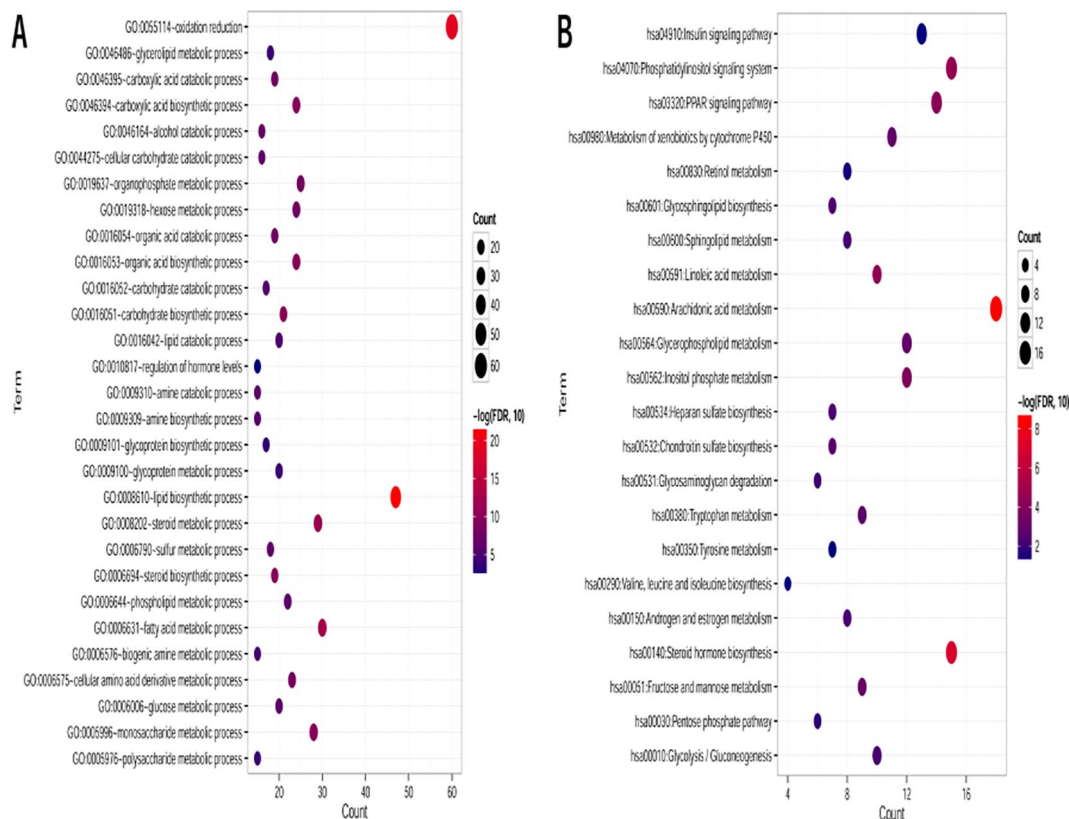 A
GO:0055114~oxidation reduction
GO:0046486~glycerolipid metabolic process
GO:0046395~carboxylic acid catabolic process
GO:0046394~carboxylic acid biosynthetic process
GO:0046164~alcohol catabolic process
GO:0044275~cellular carbohydrate catabolic process
GO:0019637~organophosphate metabolic process
GO:0019318~hexose metabolic process
GO:0016054~organic acid catabolic process
GO:0016053~organic acid biosynthetic process
GO:0016052~carbohydrate catabolic process
GO:0016051~carbohydrate biosynthetic process
GO:0016042~lipid catabolic process
GO:0010817~regulation of hormone levels
GO:0009310~amine catabolic process
GO:0009309~amine biosynthetic process
GO:0009101~glycoprotein biosynthetic process
GO:0009100~glycoprotein metabolic process
GO:0008610~lipid biosynthetic process
GO:0008202~steroid metabolic process
GO:0006790~sulfur metabolic process
GO:0006694~steroid biosynthetic process
GO:0006644~phospholipid metabolic process
GO:0006631~fatty acid metabolic process
GO:0006576~biogenic amine metabolic process
GO:0006575~cellular amino acid derivative metabolic process
GO:0006006~glucose metabolic process
GO:0005996~monosaccharide metabolic process
GO:0005976~polysaccharide metabolic process
Term
20 30 40 50 60
Count
Count
20
30
40
50
60
-log(FDR, 10)
20
15
10
5
B
hsa04910:Insulin signaling pathway
hsa04070:Phosphatidylinositol signaling system
hsa03320:PPAR signaling pathway
hsa00980:Metabolism of xenobiotics by cytochrome P450
hsa00830:Retinol metabolism
hsa00601:Glycosphingolipid biosynthesis
hsa00600:Sphingolipid metabolism
hsa00591:Linoleic acid metabolism
hsa00590:Arachidonic acid metabolism
hsa00564:Glycerophospholipid metabolism
hsa00562:Inositol phosphate metabolism
hsa00534:Heparan sulfate biosynthesis
hsa00532:Chondroitin sulfate biosynthesis
hsa00531:Glycosaminoglycan degradation
hsa00380:Tryptophan metabolism
hsa00350:Tyrosine metabolism
hsa00290:Valine, leucine and isoleucine biosynthesis
hsa00150:Androgen and estrogen metabolism
hsa00140:Steroid hormone biosynthesis
hsa00051:Fructose and mannose metabolism
hsa00030:Pentose phosphate pathway
hsa00010:Glycolysis / Gluconeogenesis
Term
4 8 12 16
Count
Count
4
8
12
16
-log(FDR, 10)
8
6
4
2